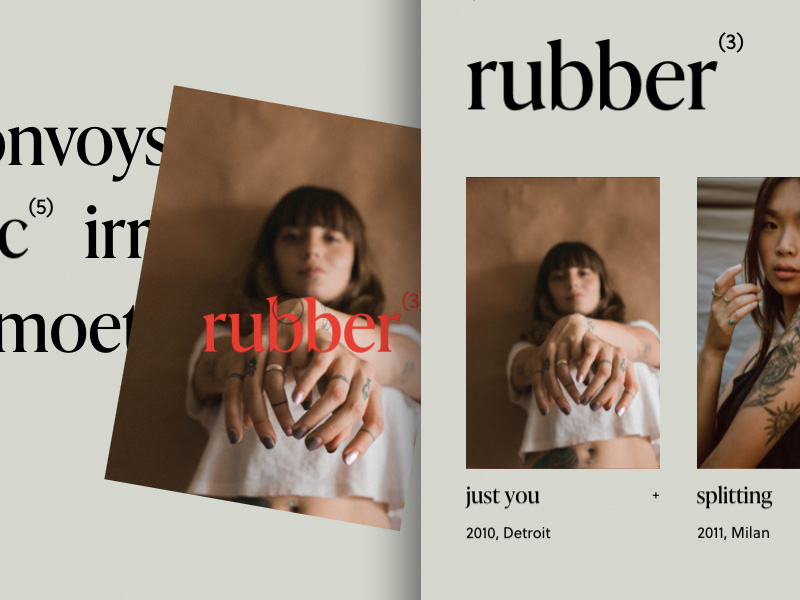 onvoys
c(5) irr
moet
rubber(3
rubber(3)
just you +
splitting
2010, Detroit
2011, Milan